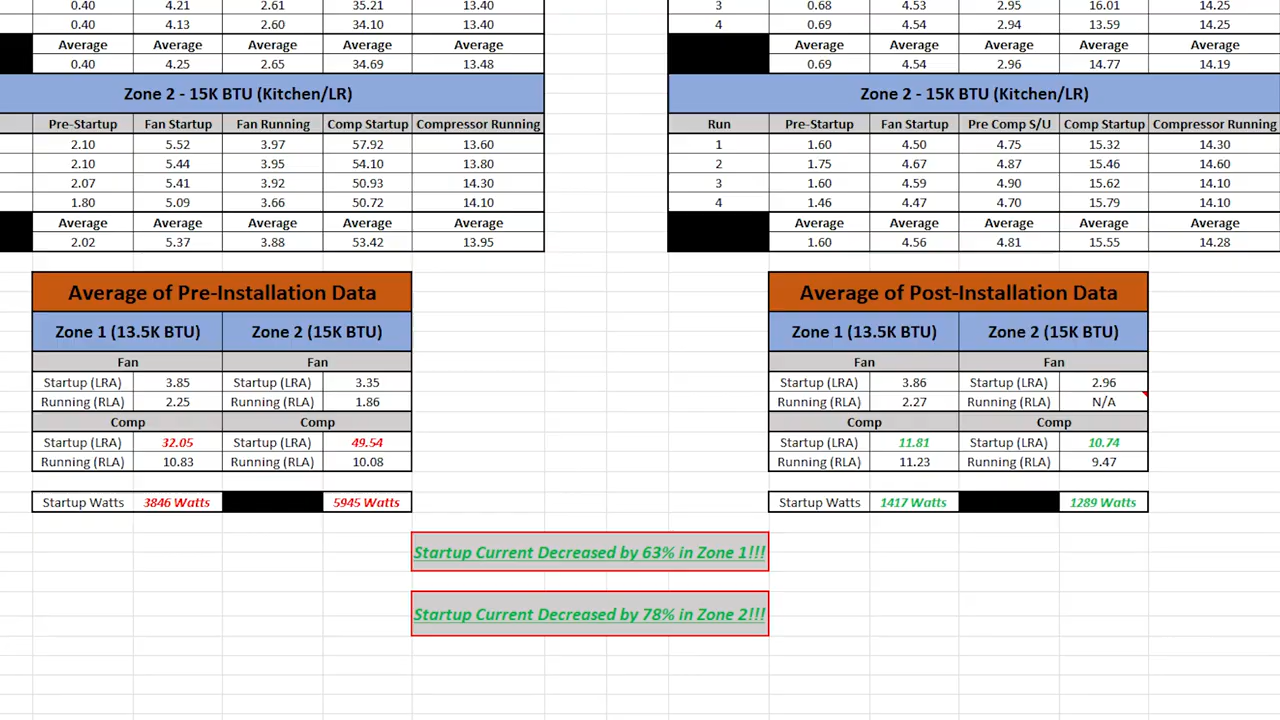 0.40 4.21 2.61 35.21 13.40 3 0.68 4.53 2.95 16.01 14.25
0.40 4.13 2.60 34.10 13.40 4 0.69 4.54 2.94 13.59 14.25
Average Average Average Average Average Average Average Average Average Average
0.40 4.25 2.65 34.69 13.48 0.69 4.54 2.96 14.77 14.19
Zone 2 - 15K BTU (Kitchen/LR) Zone 2 - 15K BTU (Kitchen/LR)
Pre-Startup Fan Startup Fan Running Comp Startup Compressor Running Run Pre-Startup Fan Startup Pre Comp S/U Comp Startup Compressor Running
2.10 5.52 3.97 57.92 13.60 1 1.60 4.50 4.75 15.32 14.30
2.10 5.44 3.95 54.10 13.80 2 1.75 4.67 4.87 15.46 14.60
2.07 5.41 3.92 50.93 14.30 3 1.60 4.59 4.90 15.62 14.10
1.80 5.09 3.66 50.72 14.10 4 1.46 4.47 4.70 15.79 14.10
Average Average Average Average Average Average Average Average Average Average
2.02 5.37 3.88 53.42 13.95 1.60 4.56 4.81 15.55 14.28
Average of Pre-Installation Data Average of Post-Installation Data
Zone 1 (13.5K BTU) Zone 2 (15K BTU) Zone 1 (13.5K BTU) Zone 2 (15K BTU)
Fan Fan Fan Fan
Startup (LRA) 3.85 Startup (LRA) 3.35 Startup (LRA) 3.86 Startup (LRA) 2.96
Running (RLA) 2.25 Running (RLA) 1.86 Running (RLA) 2.27 Running (RLA) N/A
Comp Comp Comp Comp
Startup (LRA) 32.05 Startup (LRA) 49.54 Startup (LRA) 11.81 Startup (LRA) 10.74
Running (RLA) 10.83 Running (RLA) 10.08 Running (RLA) 11.23 Running (RLA) 9.47
Startup Watts 3846 Watts 5945 Watts Startup Watts 1417 Watts 1289 Watts
Startup Current Decreased by 63% in Zone 1!!!
Startup Current Decreased by 78% in Zone 2!!!